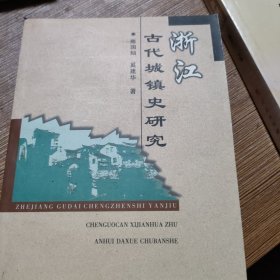 浙江
古代城镇史研究
陈国灿 奚建华 著
ZHEJIANG GUDAI CHENGZHENSHI YANJIU
CHENGUOCAN XIJIANHUA ZHU
ANHUI DAXUE CHUBANSHE